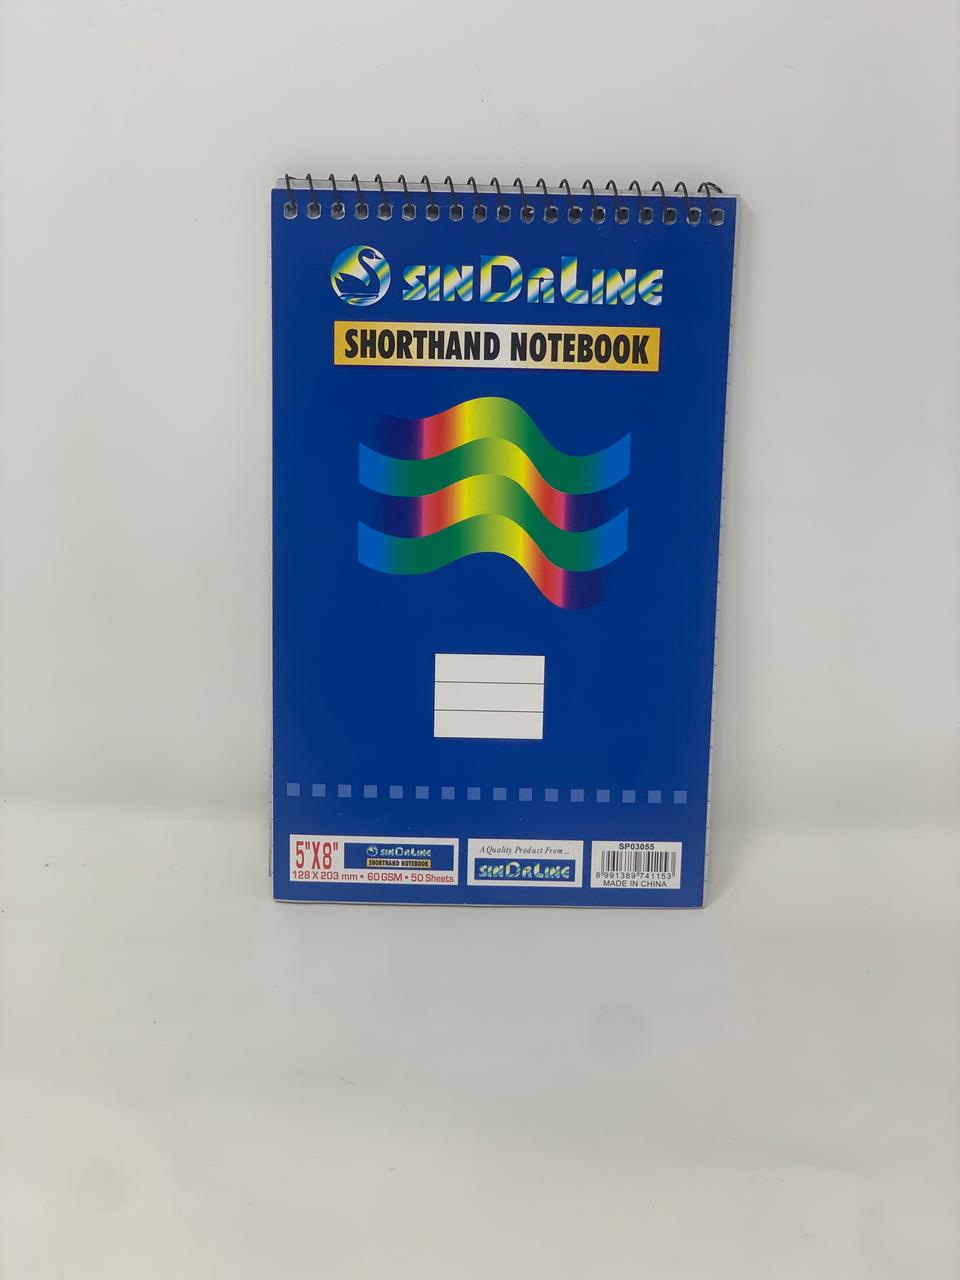 SINDALINE
SHORTHAND NOTEBOOK
5"X8"
SINDALINE
SHORTHAND NOTEBOOK
128 X 203 mm • 60 GSM • 50 Sheets
A Quality Product From...
SINDALINE
SP03055
8 991389 741153
MADE IN CHINA